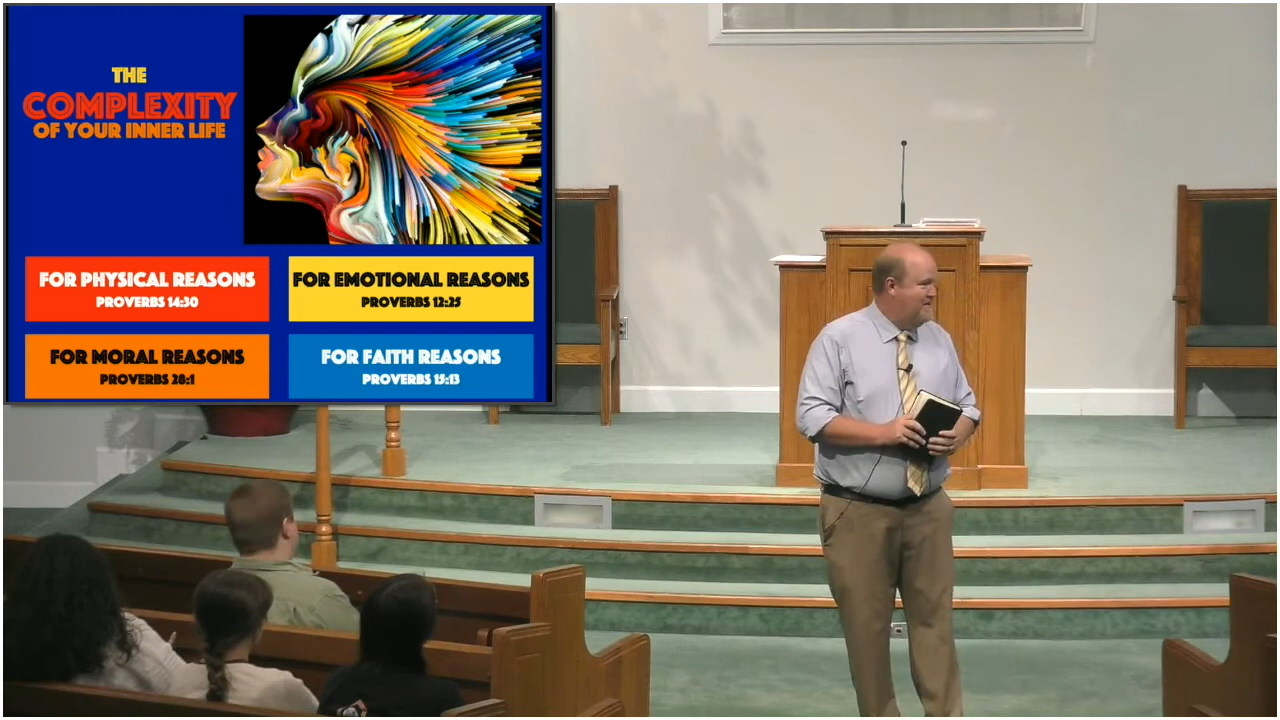 THE
COMPLEXITY
OF YOUR INNER LIFE
FOR PHYSICAL REASONS
PROVERBS 14:30
FOR EMOTIONAL REASONS
PROVERBS 12:25
FOR MORAL REASONS
PROVERBS 28:1
FOR FAITH REASONS
PROVERBS 15:13